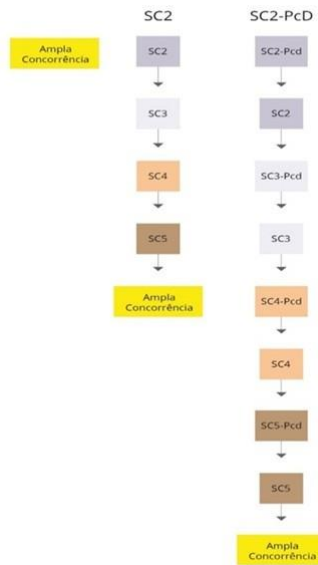 SC2
SC2-PcD
Ampla
Concorrência
SC2
SC3
SC4
SC5
Ampla
Concorrência
SC2-Pcd
SC2
SC3-Pcd
SC3
SC4-Pcd
SC4
SC5-Pcd
SC5
Ampla
Concorrência